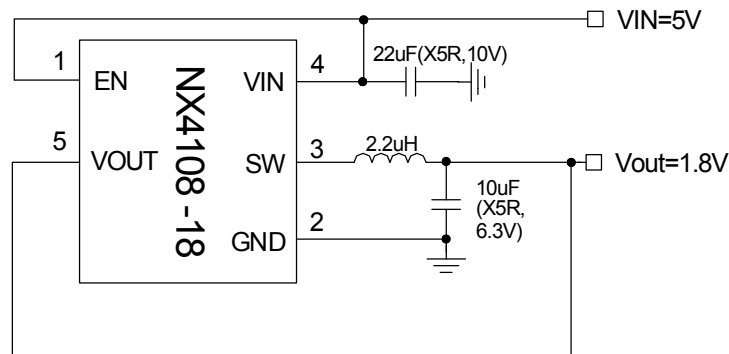 VIN=5V
1
EN
NX4108 -18
VIN
4
22uF(X5R,10V)
5
VOUT
SW
3
2.2uH
Vout=1.8V
10uF
(X5R,
6.3V)
GND
2